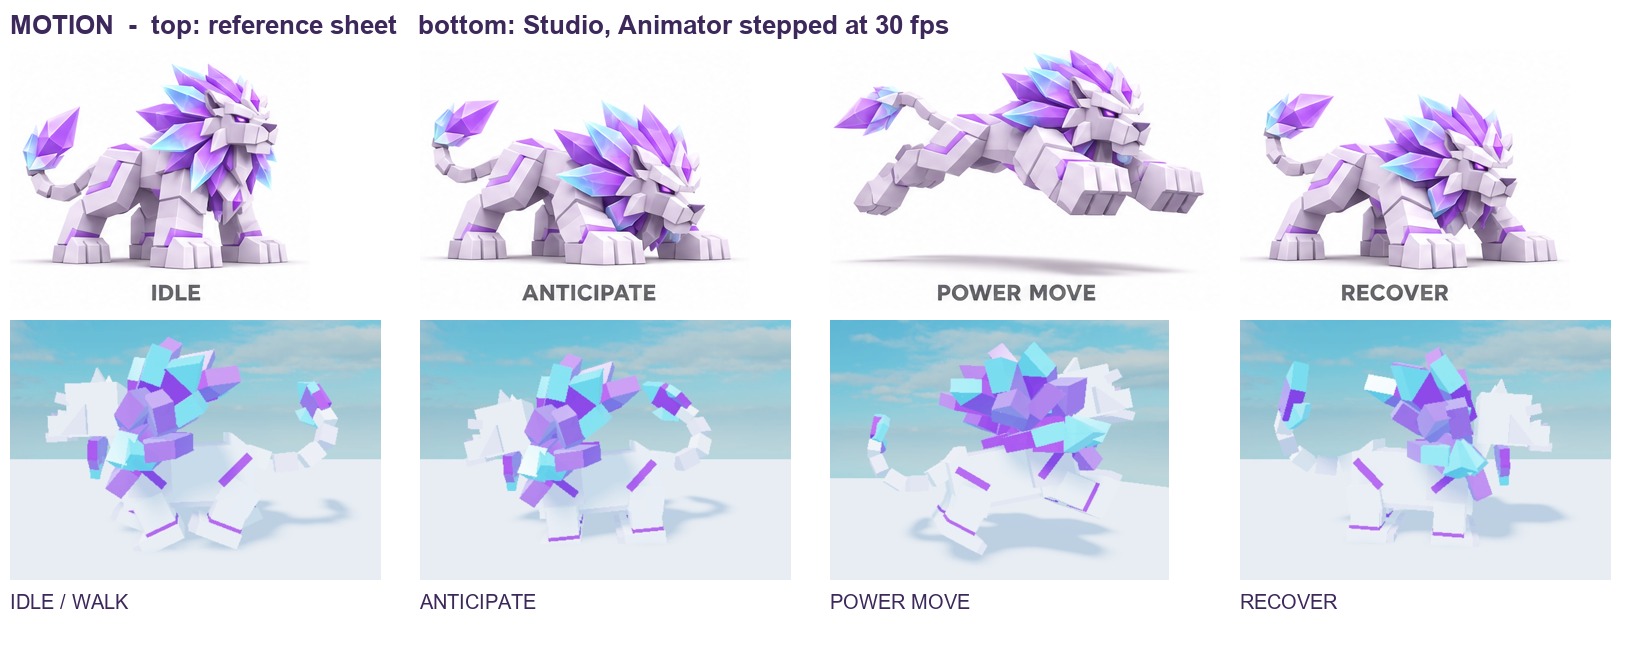 MOTION - top: reference sheet bottom: Studio, Animator stepped at 30 fps
IDLE
ANTICIPATE
POWER MOVE
RECOVER
IDLE / WALK
ANTICIPATE
POWER MOVE
RECOVER